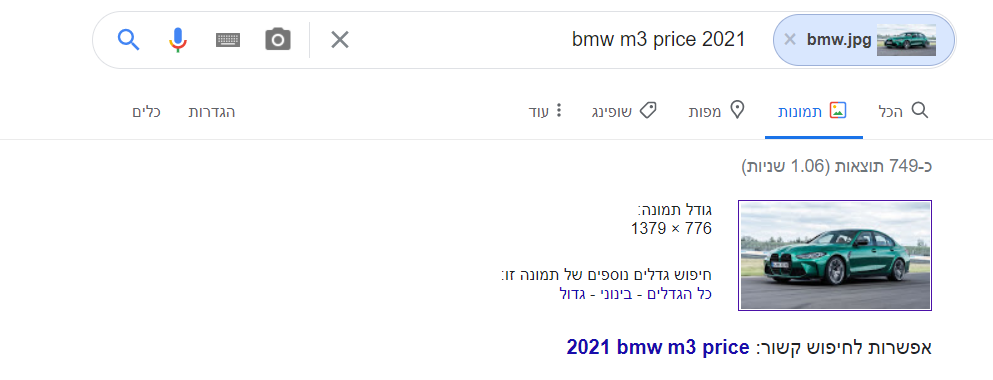 bmw.jpg bmw m3 price 2021
הכל תמונות מפות שופינג עוד הגדרות כלים
כ-749 תוצאות (1.06 שניות)
גודל תמונה:
1379 × 776
חיפוש גדלים נוספים של תמונה זו:
כל הגדלים - בינוני - גדול
אפשרות לחיפוש קשור: 2021 bmw m3 price